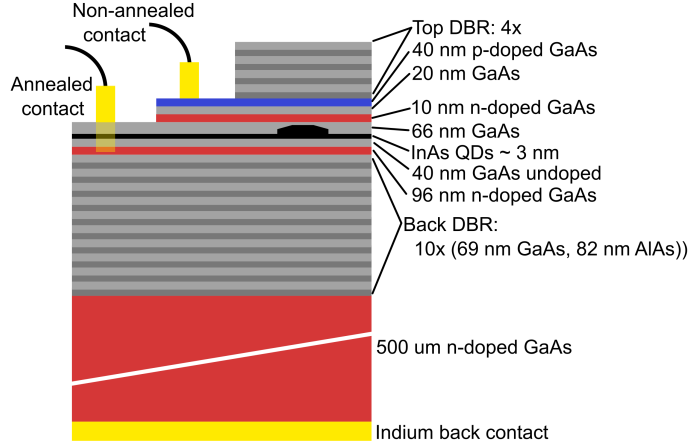 Non-annealed
contact
Annealed
contact
Top DBR: 4x
40 nm p-doped GaAs
20 nm GaAs
10 nm n-doped GaAs
66 nm GaAs
InAs QDs ~ 3 nm
40 nm GaAs undoped
96 nm n-doped GaAs
Back DBR:
10x (69 nm GaAs, 82 nm AlAs))
500 um n-doped GaAs
Indium back contact